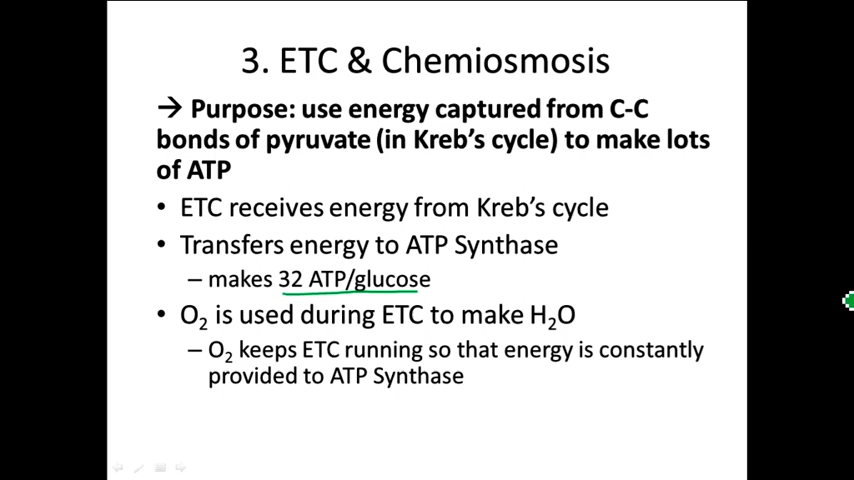 3. ETC & Chemiosmosis
→ Purpose: use energy captured from C-C
bonds of pyruvate (in Kreb's cycle) to make lots
of ATP
• ETC receives energy from Kreb's cycle
• Transfers energy to ATP Synthase
– makes 32 ATP/glucose
• O₂ is used during ETC to make H₂O
– O₂ keeps ETC running so that energy is constantly
provided to ATP Synthase